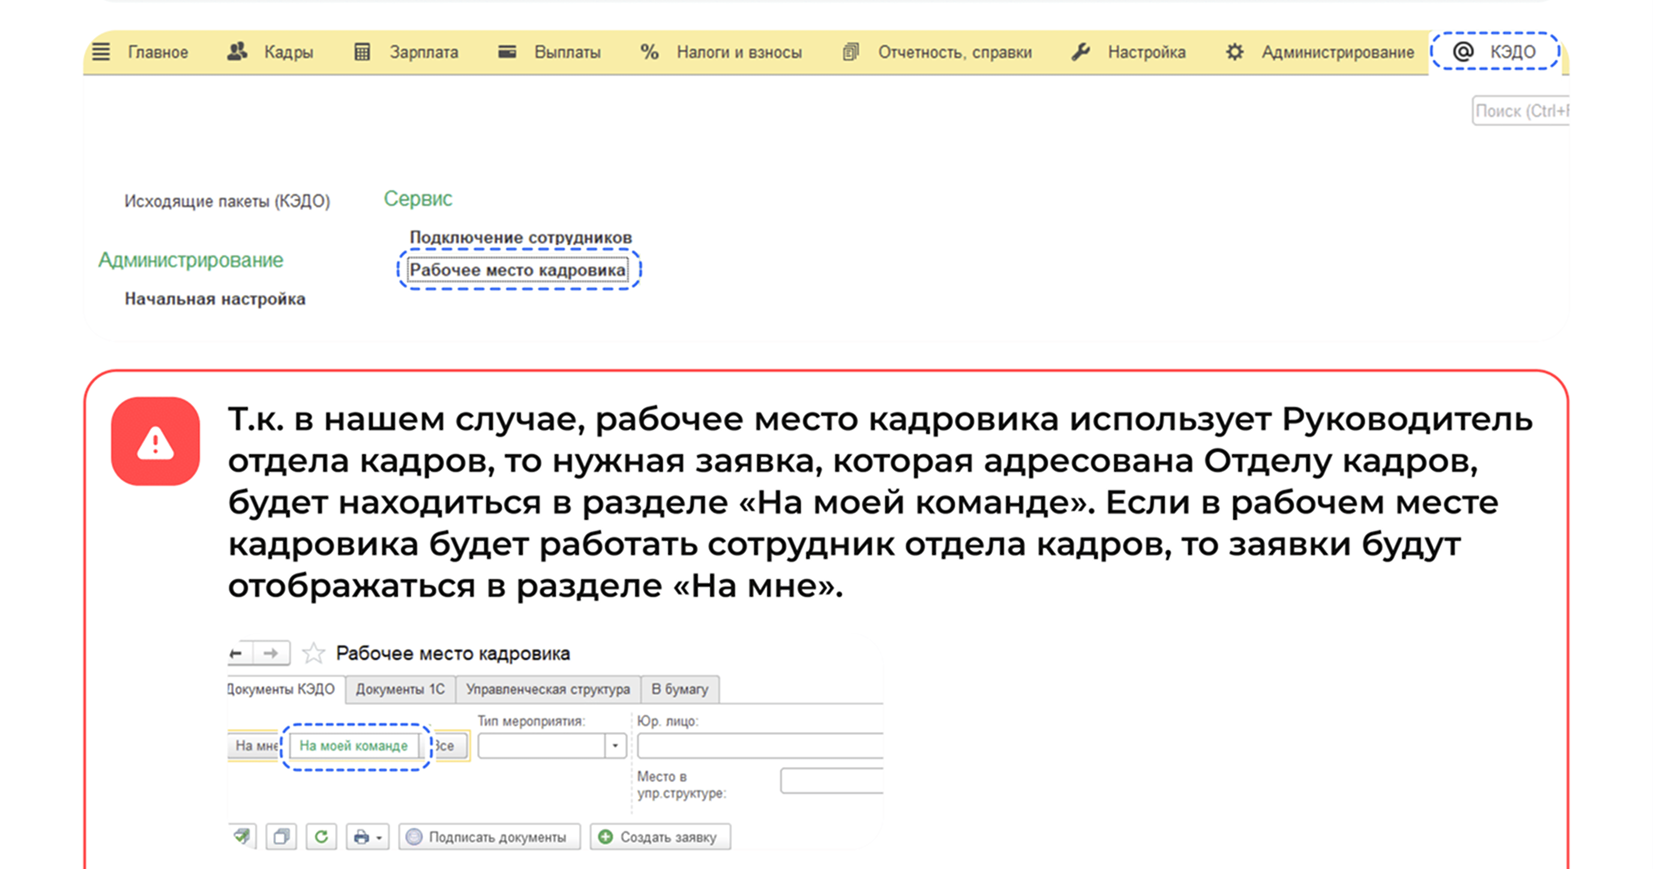 Главное Кадры Зарплата Выплаты Налоги и взносы Отчетность, справки Настройка Администрирование КЭДО
Поиск (Ctrl+F
Исходящие пакеты (КЭДО)
Сервис
Подключение сотрудников
Администрирование
Рабочее место кадровика
Начальная настройка
Т.к. в нашем случае, рабочее место кадровика использует Руководитель
отдела кадров, то нужная заявка, которая адресована Отделу кадров,
будет находиться в разделе «На моей команде». Если в рабочем месте
кадровика будет работать сотрудник отдела кадров, то заявки будут
отображаться в разделе «На мне».
Рабочее место кадровика
Документы КЭДО Документы 1С Управленческая структура В бумагу
Тип мероприятия: Юр. лицо:
На мне На моей команде Все
Место в
упр.структуре:
Подписать документы Создать заявку